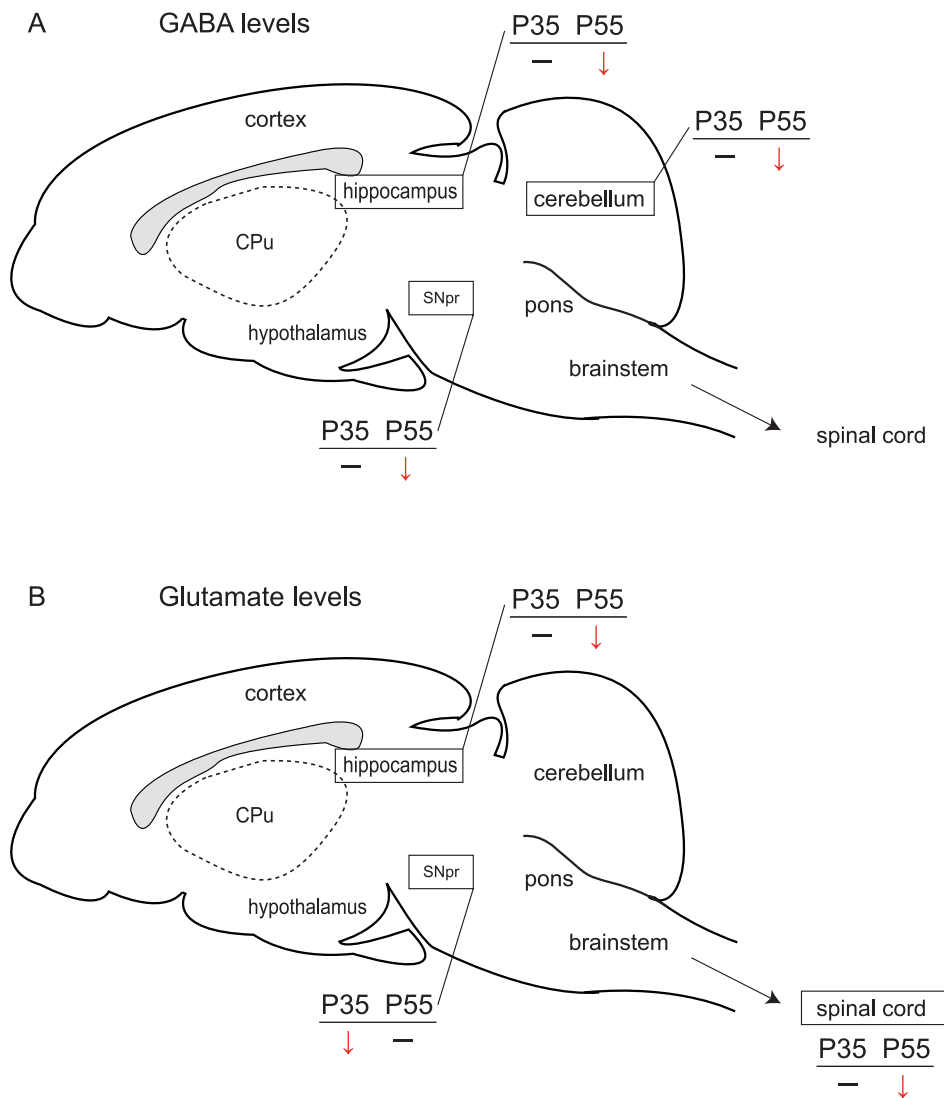 A GABA levels
P35 P55
– ↓
cortex
P35 P55
– ↓
hippocampus
cerebellum
CPu
SNpr
pons
hypothalamus
brainstem
P35 P55
– ↓
spinal cord
B Glutamate levels
P35 P55
– ↓
cortex
hippocampus
cerebellum
CPu
SNpr
pons
hypothalamus
brainstem
P35 P55
↓ –
spinal cord
P35 P55
– ↓